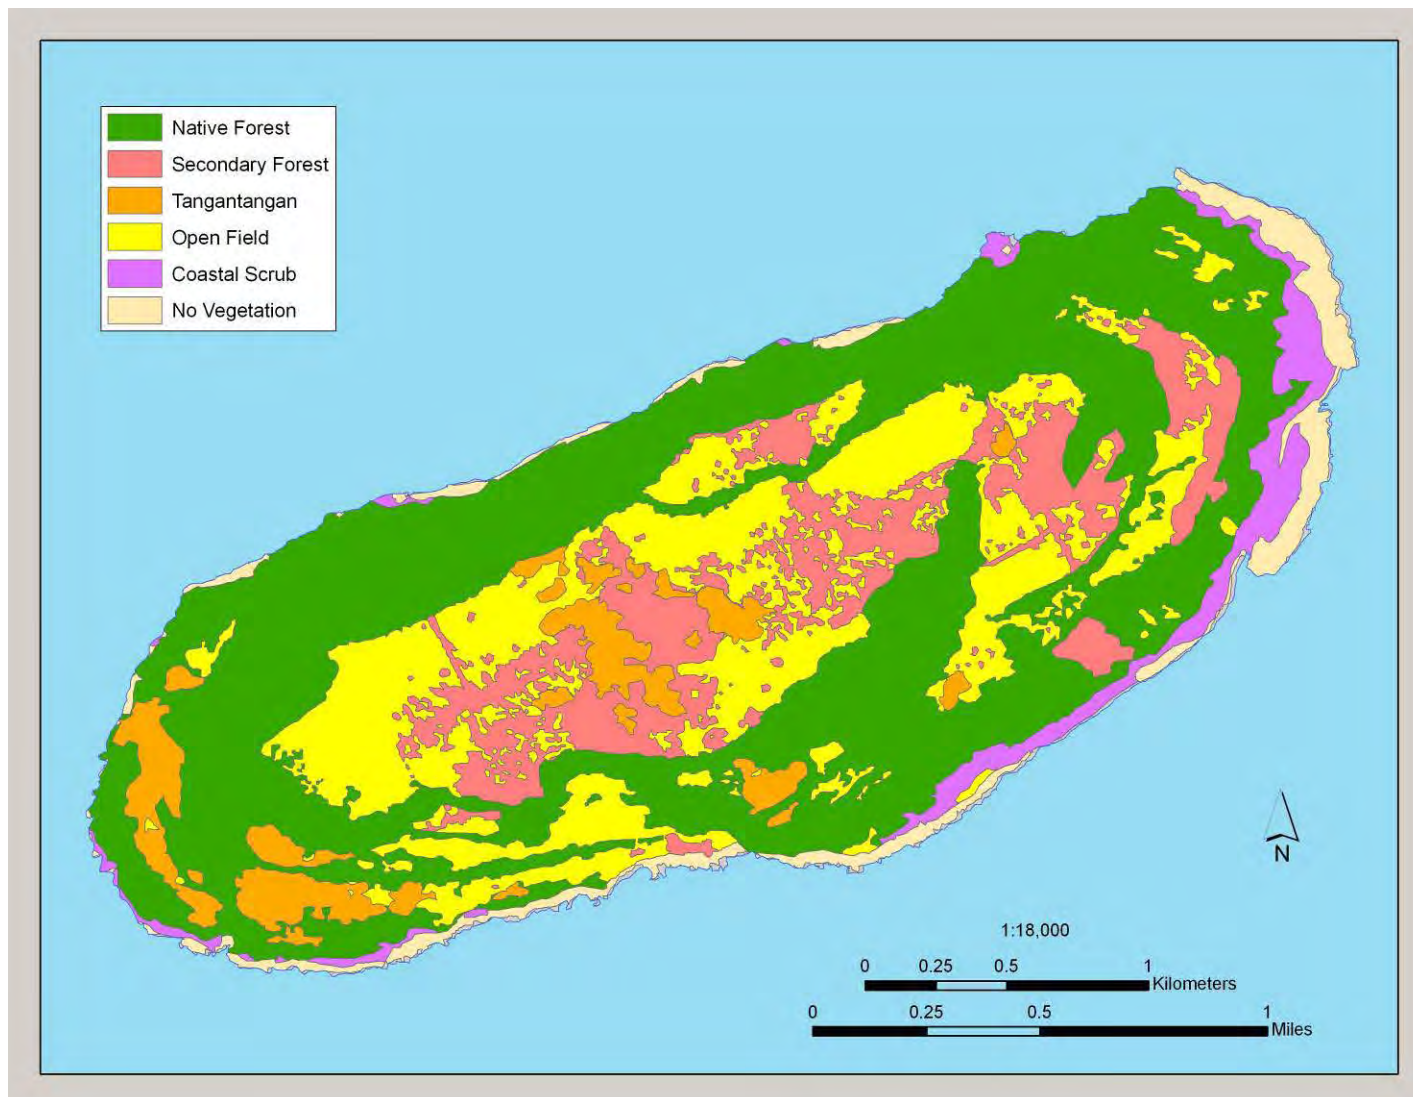 Native Forest
Secondary Forest
Tangantangan
Open Field
Coastal Scrub
No Vegetation
N
1:18,000
0 0.25 0.5 1
Kilometers
0 0.25 0.5 1
Miles